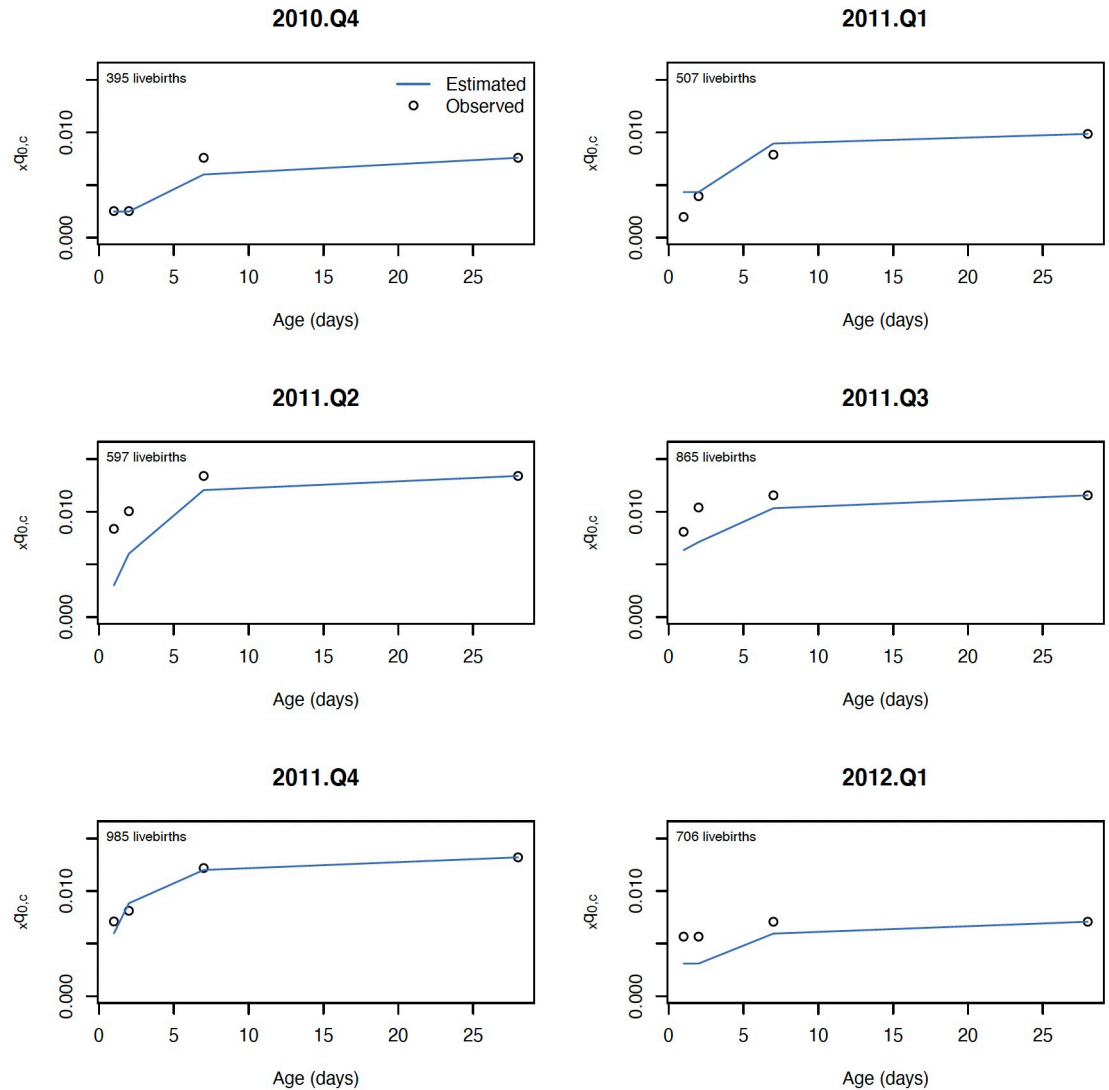 2010.Q4
395 livebirths
Estimated
Observed
0.010
0.000
xq0,c
0 5 10 15 20 25
Age (days)
2011.Q1
507 livebirths
0.010
0.000
xq0,c
0 5 10 15 20 25
Age (days)
2011.Q2
597 livebirths
0.010
0.000
xq0,c
0 5 10 15 20 25
Age (days)
2011.Q3
865 livebirths
0.010
0.000
xq0,c
0 5 10 15 20 25
Age (days)
2011.Q4
985 livebirths
0.010
0.000
xq0,c
0 5 10 15 20 25
Age (days)
2012.Q1
706 livebirths
0.010
0.000
xq0,c
0 5 10 15 20 25
Age (days)